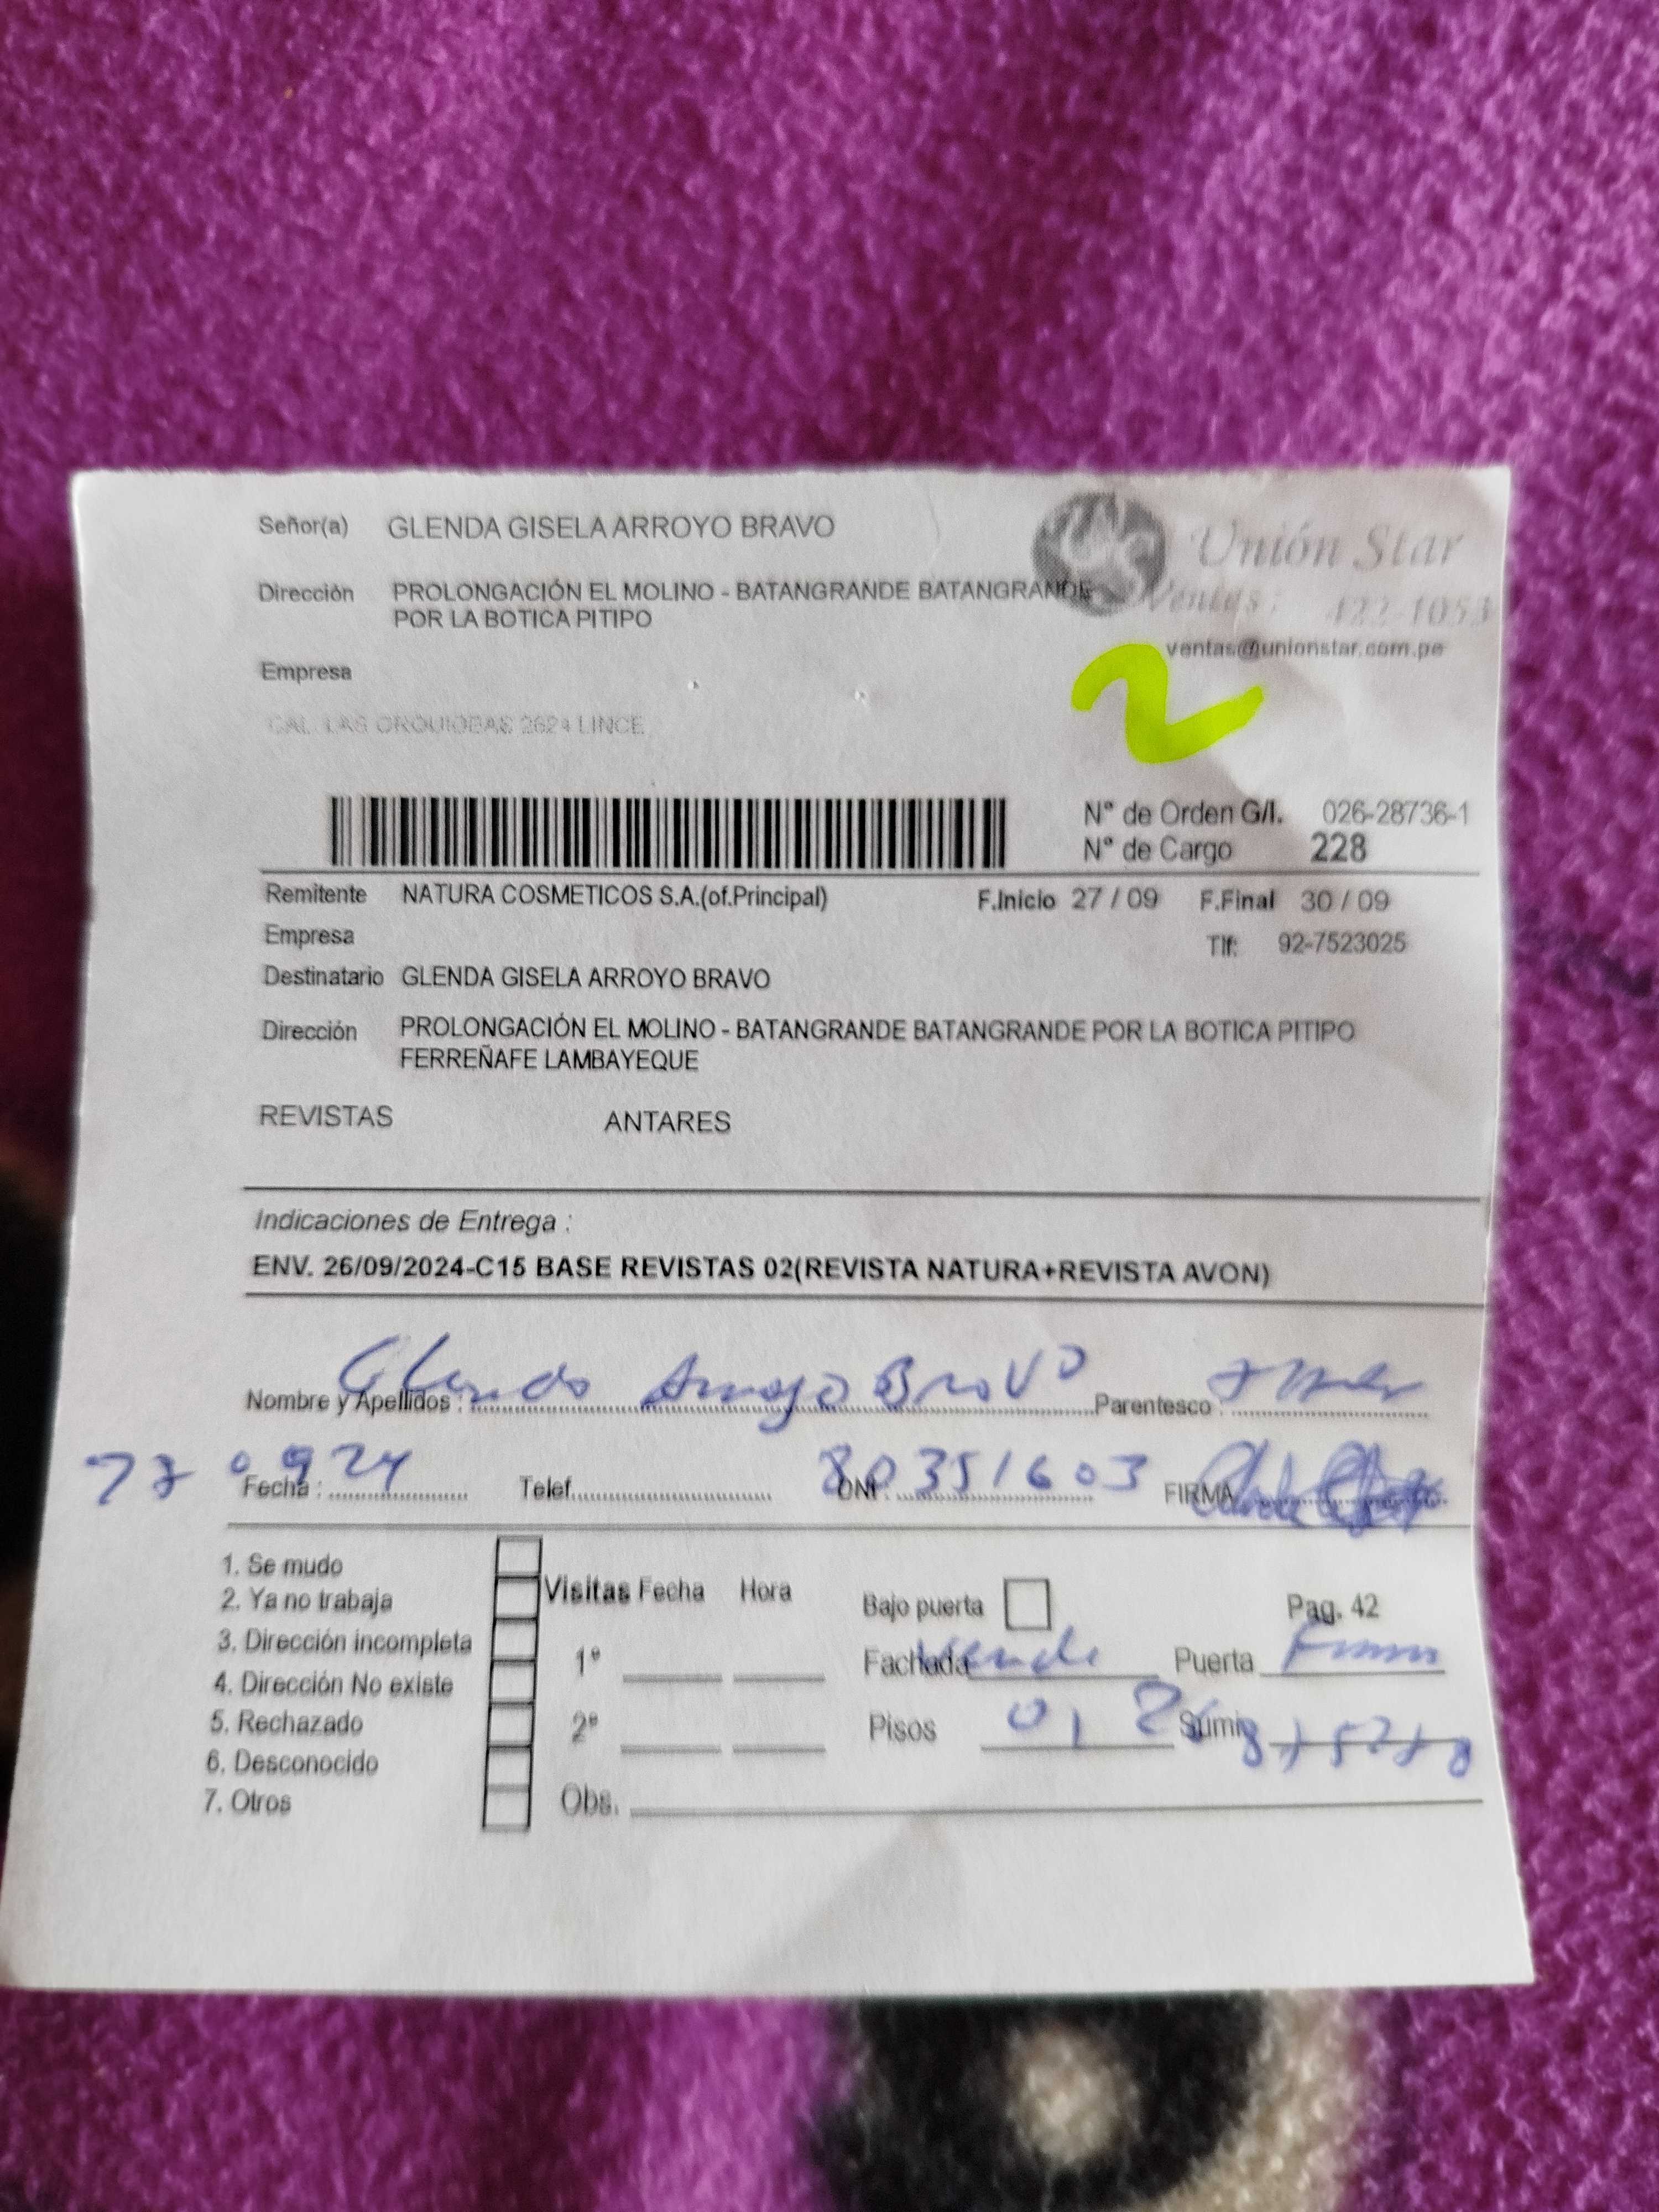 Señor(a) GLENDA GISELA ARROYO BRAVO
Unión Star
Dirección PROLONGACIÓN EL MOLINO - BATANGRANDE BATANGRANDE
POR LA BOTICA PITIPO
Ventas: 422-1053
ventas@unionstar.com.pe
Empresa
2
CAL. LAS ORQUIDEAS 2624 LINCE
N° de Orden G/I. 026-28736-1
N° de Cargo 228
Remitente NATURA COSMETICOS S.A.(of.Principal) F.Inicio 27 / 09 F.Final 30 / 09
Empresa Tlf: 92-7523025
Destinatario GLENDA GISELA ARROYO BRAVO
Dirección PROLONGACIÓN EL MOLINO - BATANGRANDE BATANGRANDE POR LA BOTICA PITIPO
FERREÑAFE LAMBAYEQUE
REVISTAS ANTARES
Indicaciones de Entrega :
ENV. 26/09/2024-C15 BASE REVISTAS 02(REVISTA NATURA+REVISTA AVON)
Nombre y Apellidos : Glenda Arroyo Bravo Parentesco :
Fecha : 0924 Telef. DNI : 80351603 FIRMA
1. Se mudo
2. Ya no trabaja
3. Dirección incompleta
4. Dirección No existe
5. Rechazado
6. Desconocido
7. Otros
Visitas Fecha Hora
1°
2°
Obs.
Bajo puerta Pag. 42
Fachada Puerta
Pisos 01 Sumi